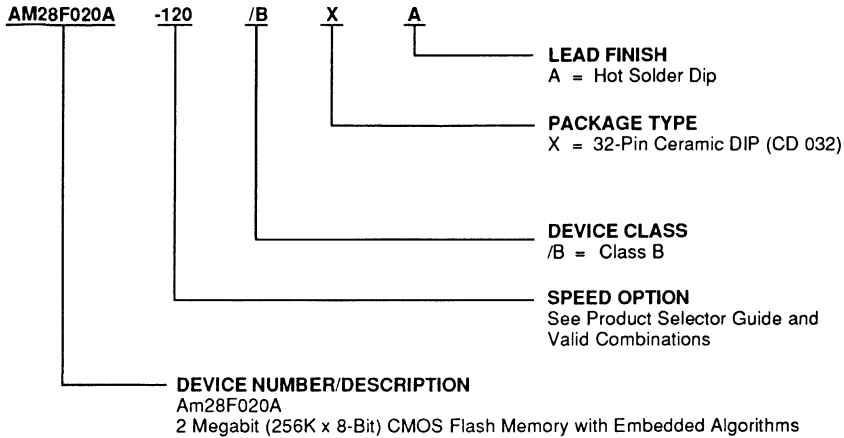 AM28F020A -120 /B X A
LEAD FINISH
A = Hot Solder Dip
PACKAGE TYPE
X = 32-Pin Ceramic DIP (CD 032)
DEVICE CLASS
/B = Class B
SPEED OPTION
See Product Selector Guide and
Valid Combinations
DEVICE NUMBER/DESCRIPTION
Am28F020A
2 Megabit (256K x 8-Bit) CMOS Flash Memory with Embedded Algorithms